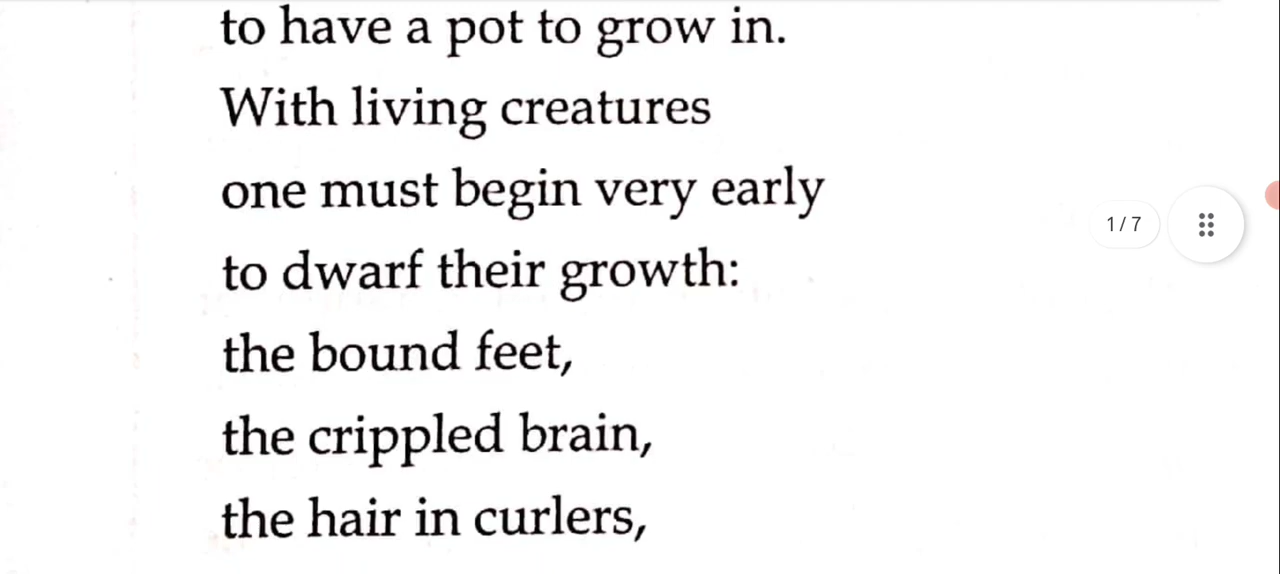 to have a pot to grow in.
With living creatures
one must begin very early
to dwarf their growth:
the bound feet,
the crippled brain,
the hair in curlers,
1 / 7